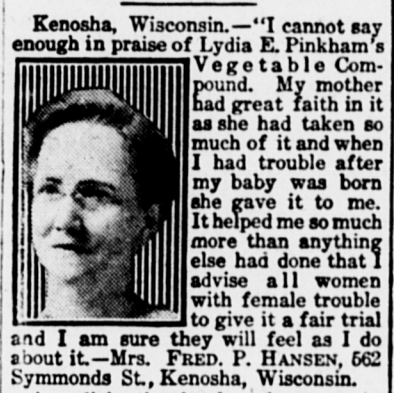 Kenosha, Wisconsin.—"I cannot say
enough in praise of Lydia E. Pinkham's
Vegetable Com-
pound. My mother
had great faith in it
as she had taken so
much of it and when
I had trouble after
my baby was born
she gave it to me.
It helped me so much
more than anything
else had done that I
advise all women
with female trouble
to give it a fair trial
and I am sure they will feel as I do
about it.—Mrs. FRED. P. HANSEN, 562
Symmonds St., Kenosha, Wisconsin.